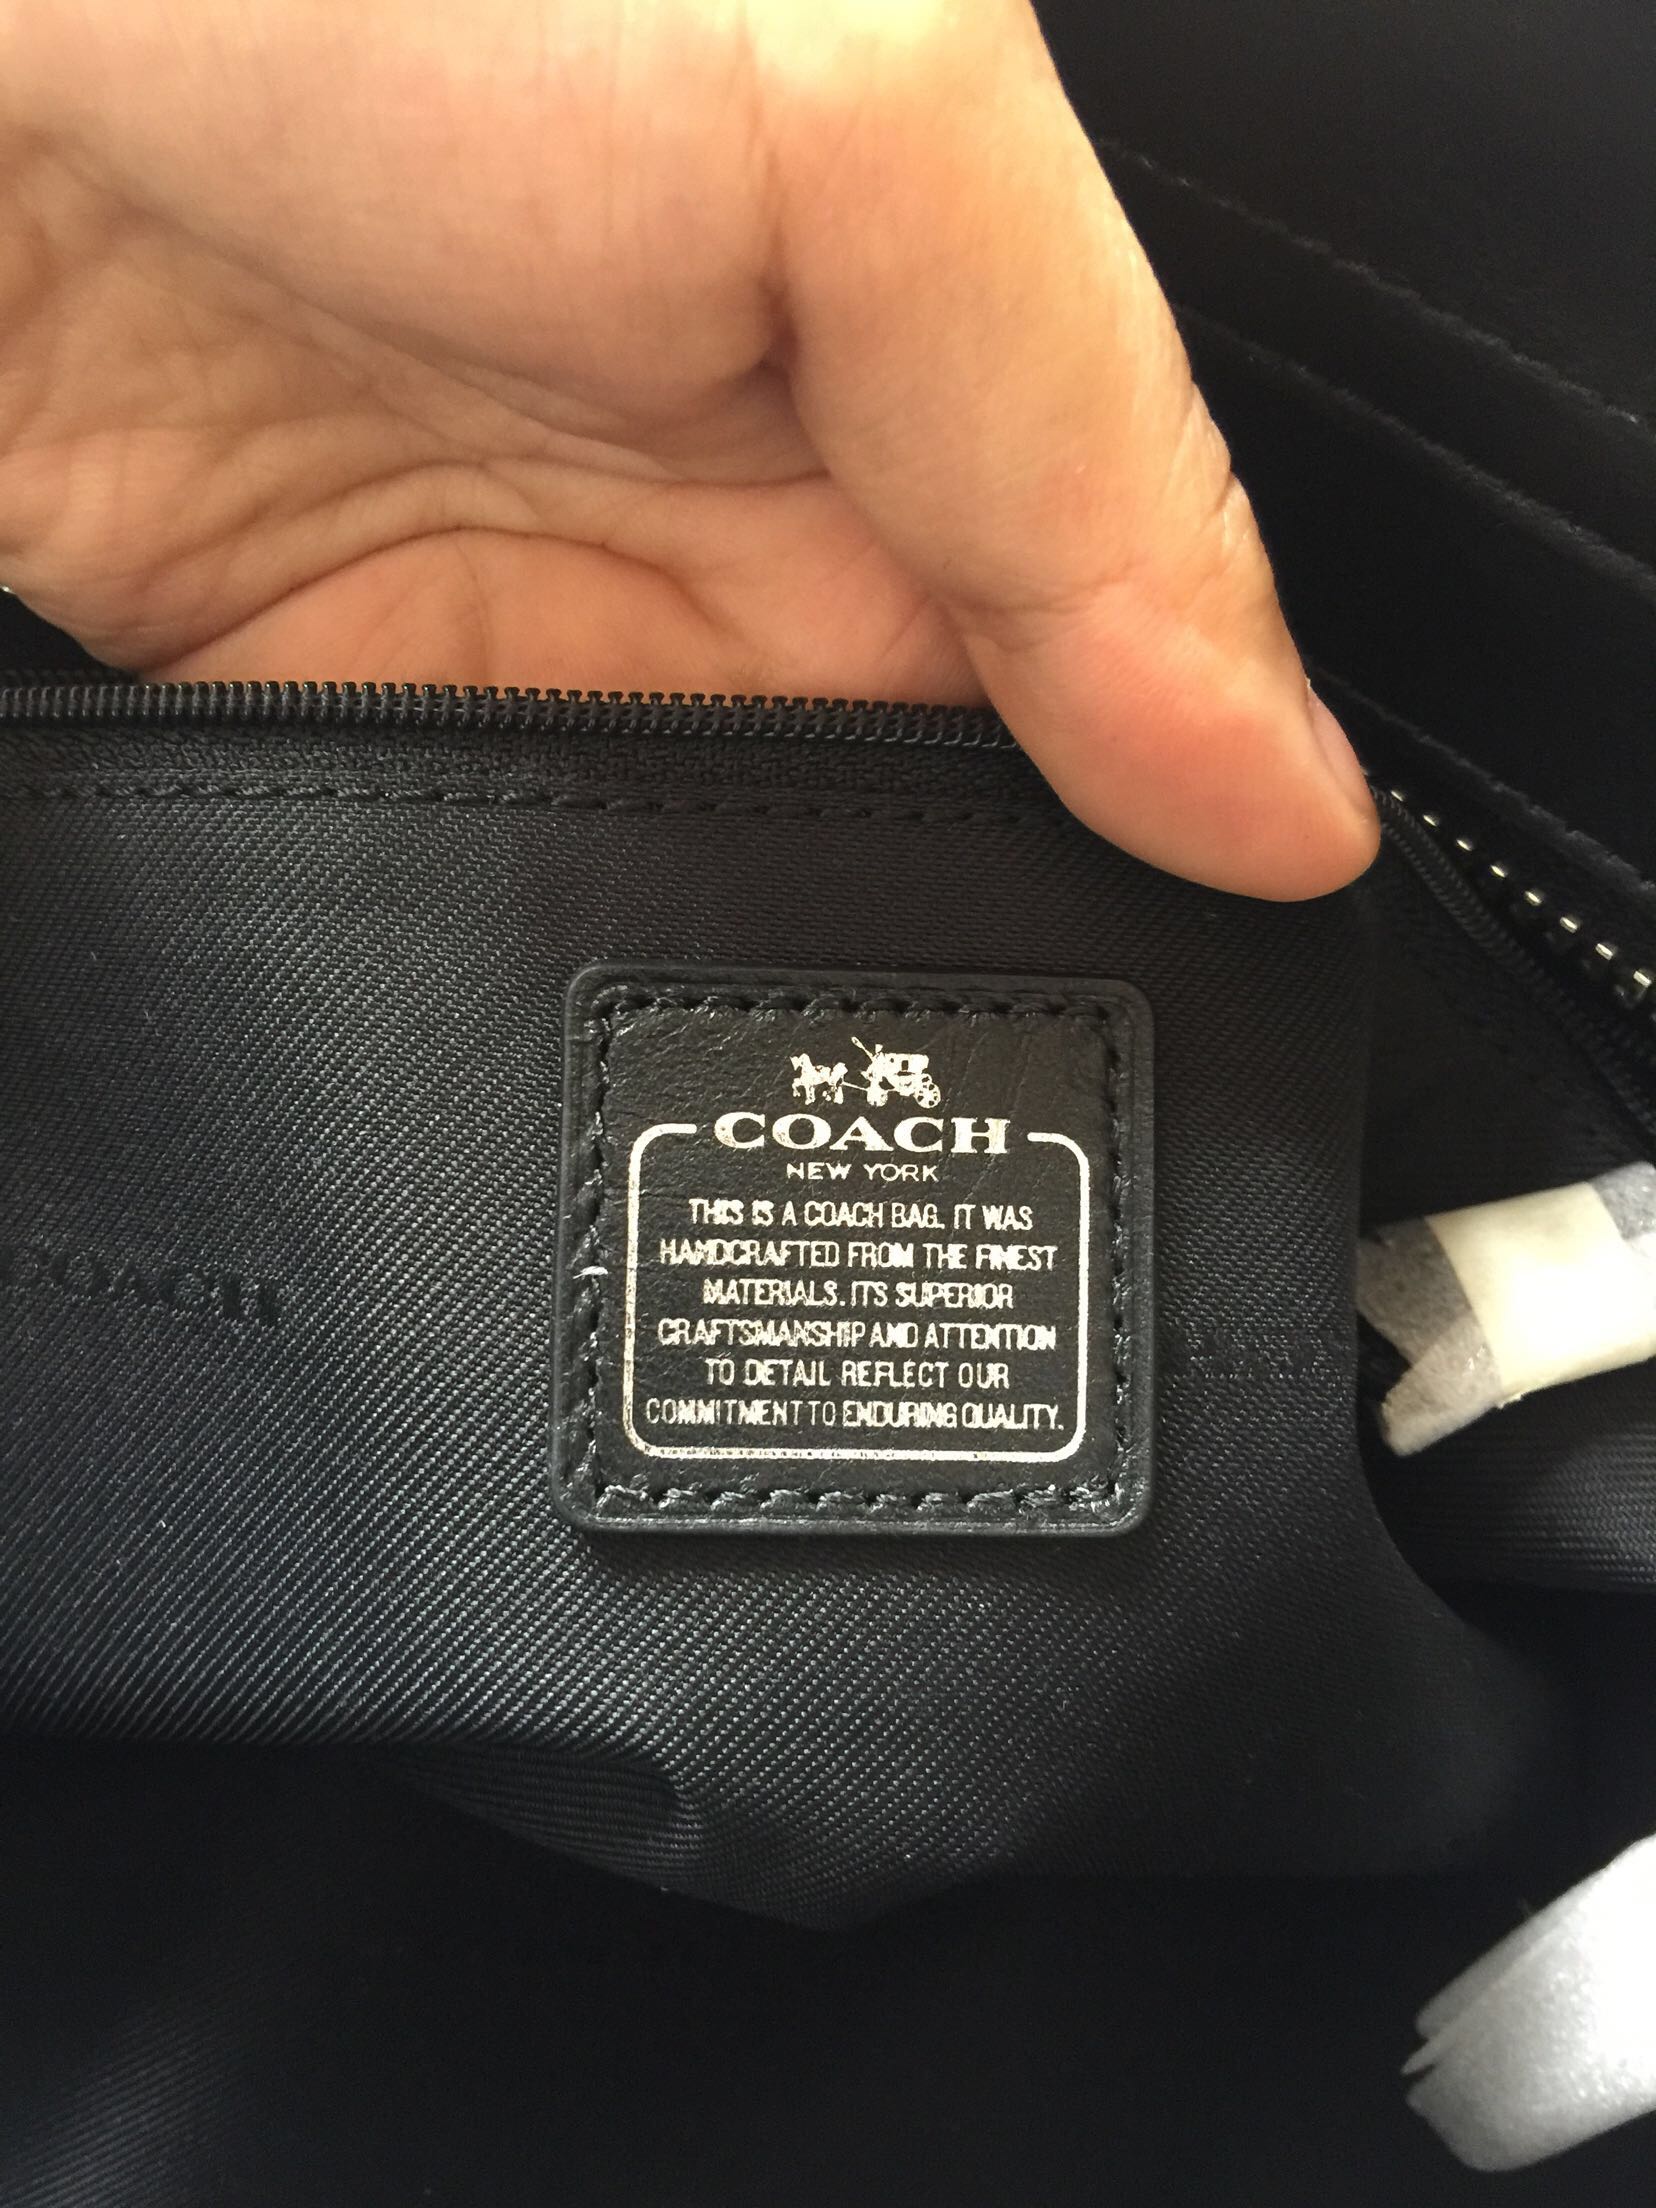 COACH
NEW YORK
THIS IS A COACH BAG. IT WAS
HANDCRAFTED FROM THE FINEST
MATERIALS. ITS SUPERIOR
CRAFTSMANSHIP AND ATTENTION
TO DETAIL REFLECT OUR
COMMITMENT TO ENDURING QUALITY.
COACH